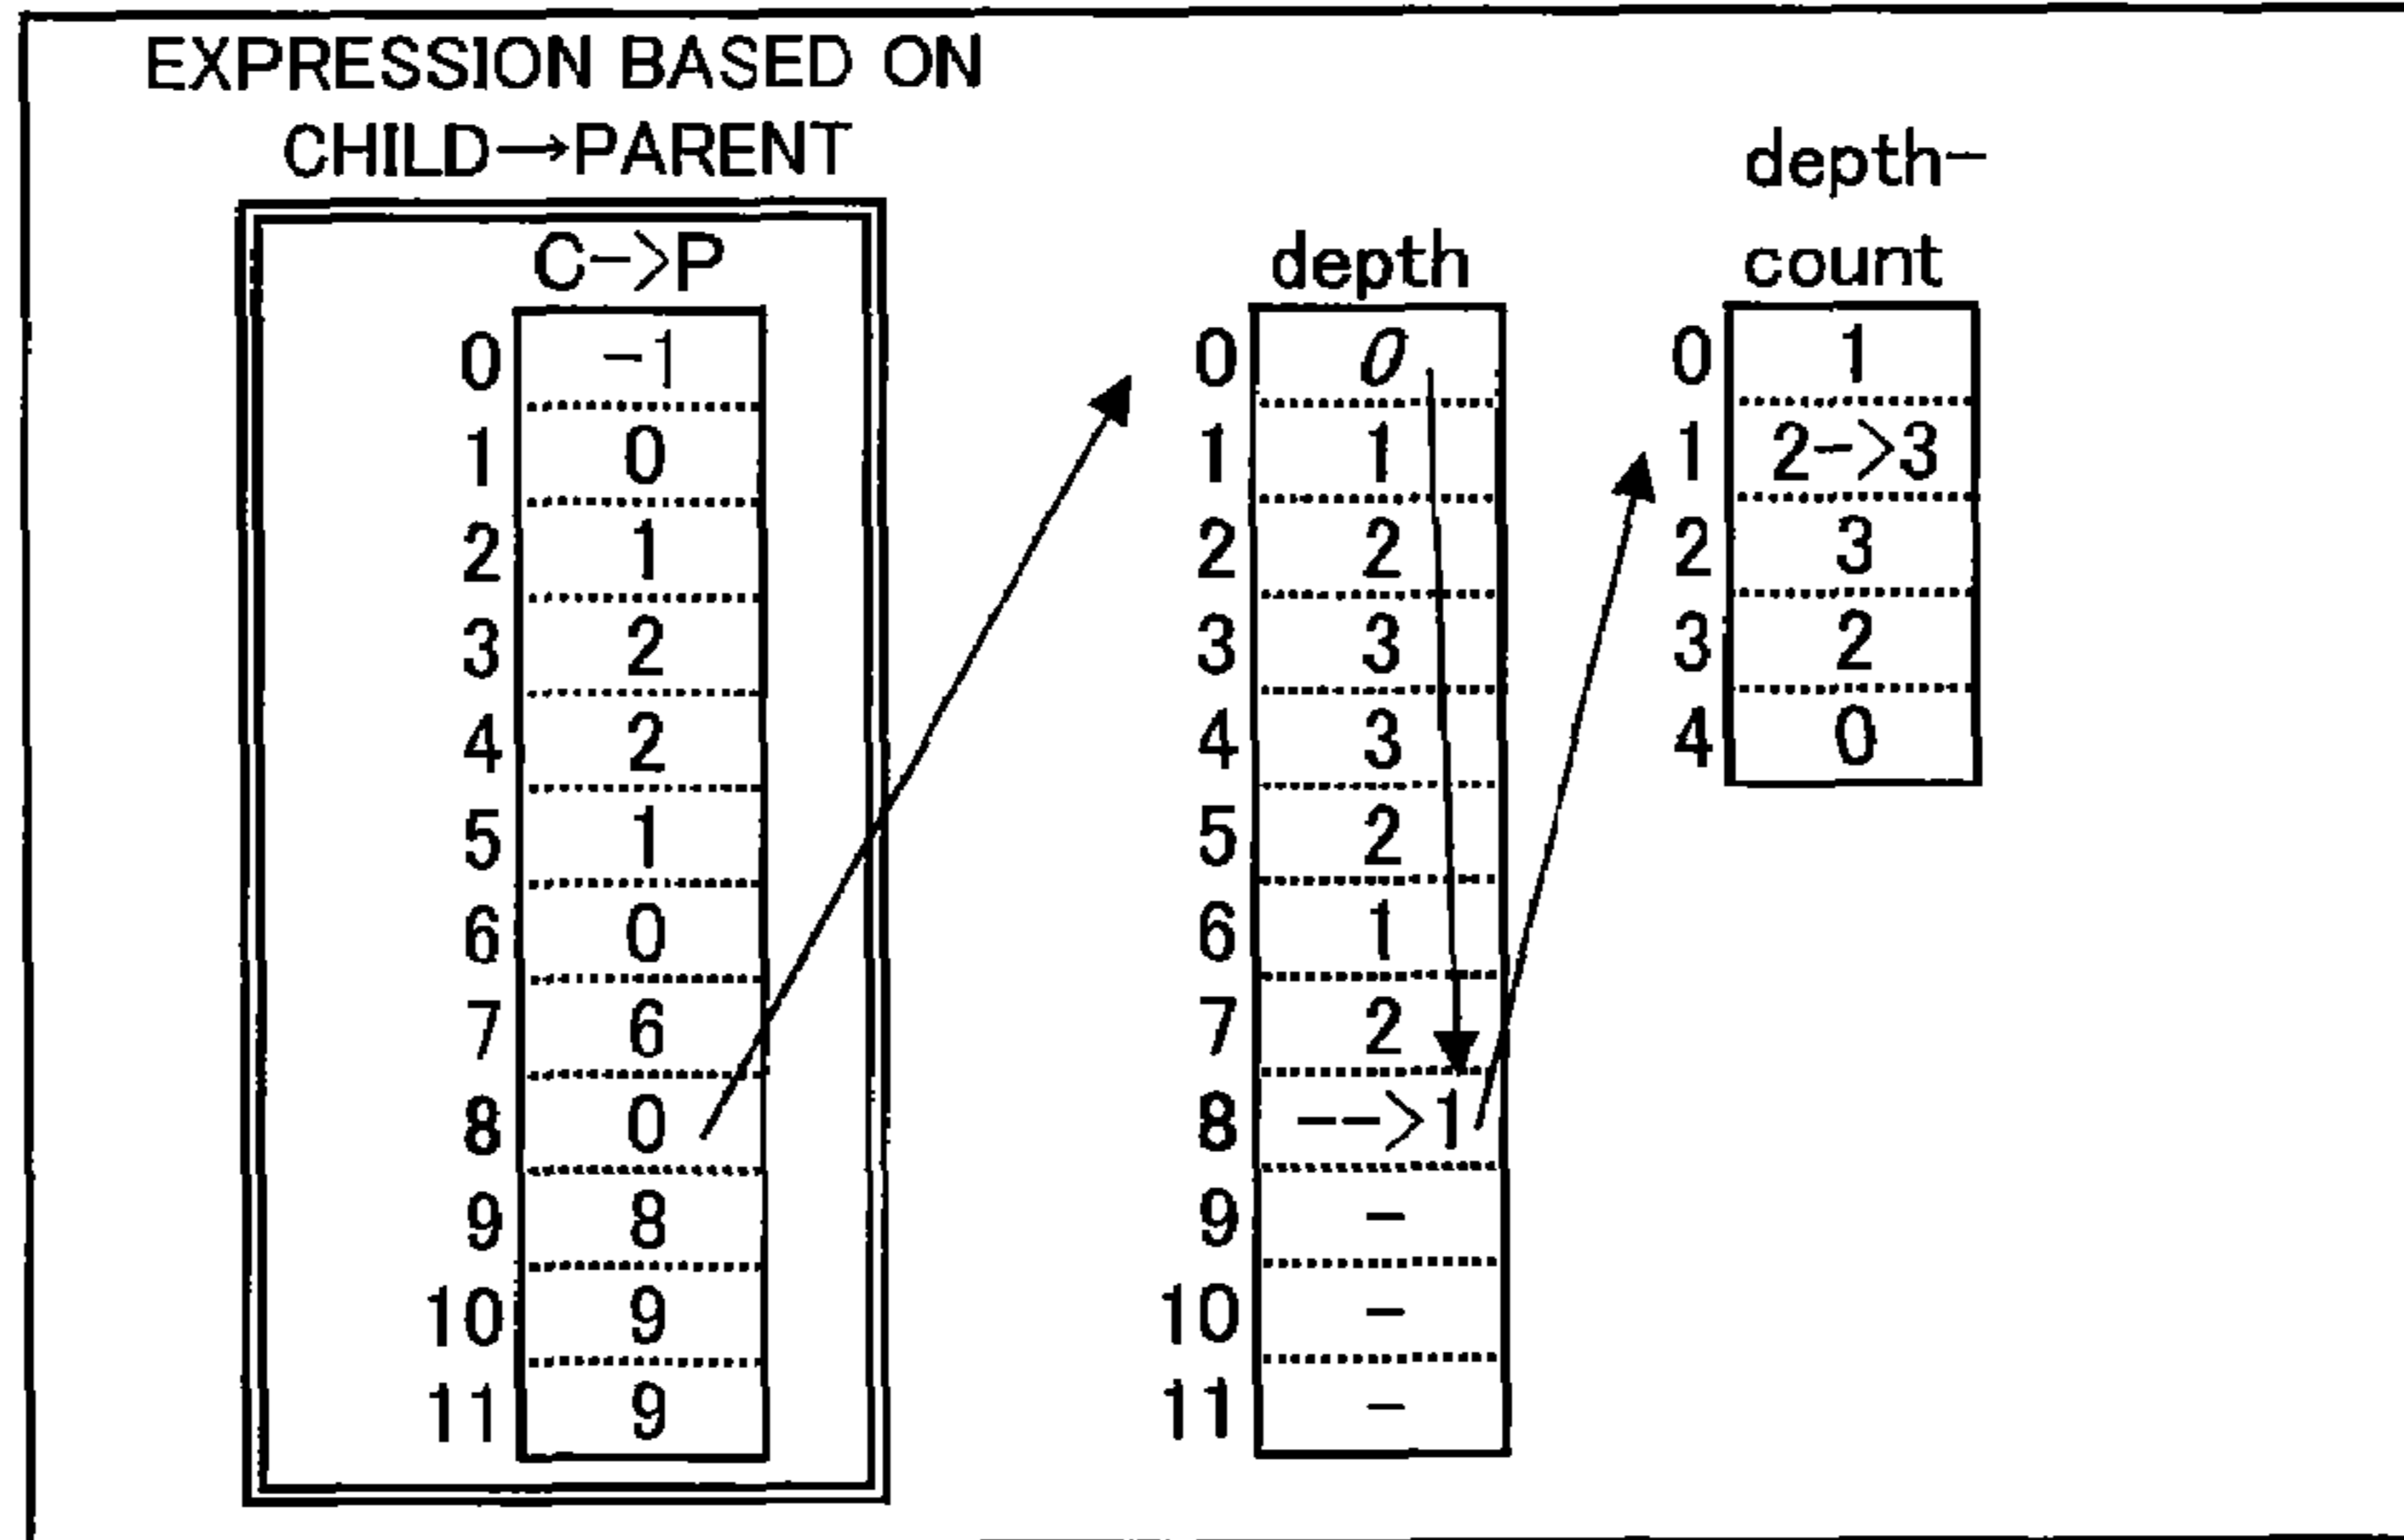 EXPRESSION BASED ON
CHILD→PARENT
depth-
C->P depth count
0 -1 0 0 0 1
1 0 1 1 1 2->3
2 1 2 2 2 3
3 2 3 3 3 2
4 2 4 3 4 0
5 1 5 2
6 0 6 1
7 6 7 2
8 0 8 -->1
9 8 9 -
10 9 10 -
11 9 11 -